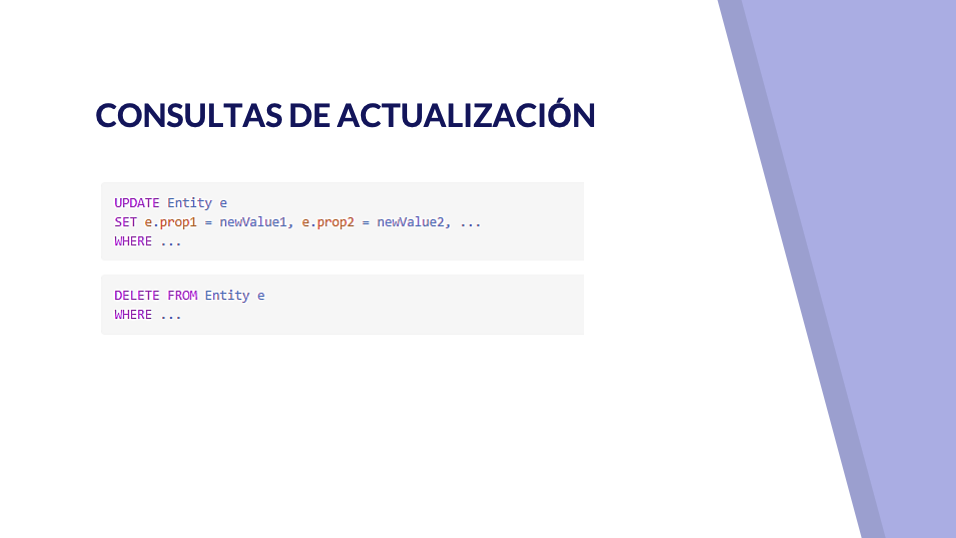 CONSULTAS DE ACTUALIZACIÓN
UPDATE Entity e
SET e.prop1 = newValue1, e.prop2 = newValue2, ...
WHERE ...
DELETE FROM Entity e
WHERE ...